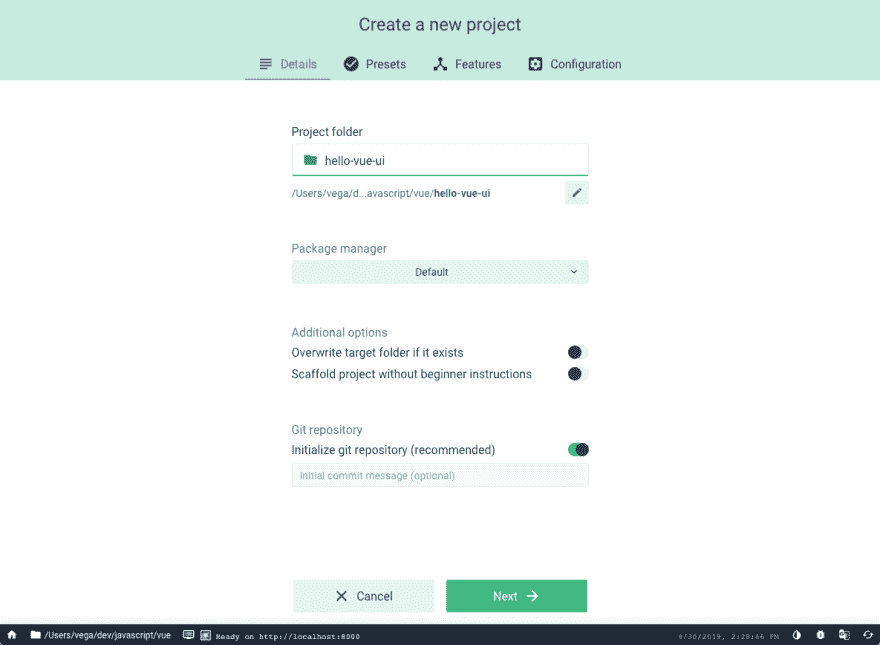 Create a new project
Details Presets Features Configuration
Project folder
hello-vue-ui
/Users/vega/d...avascript/vue/hello-vue-ui
Package manager
Default
Additional options
Overwrite target folder if it exists
Scaffold project without beginner instructions
Git repository
Initialize git repository (recommended)
Initial commit message (optional)
Cancel Next
/Users/vega/dev/javascript/vue Ready on http://localhost:8000 6/30/2019, 2:28:46 PM